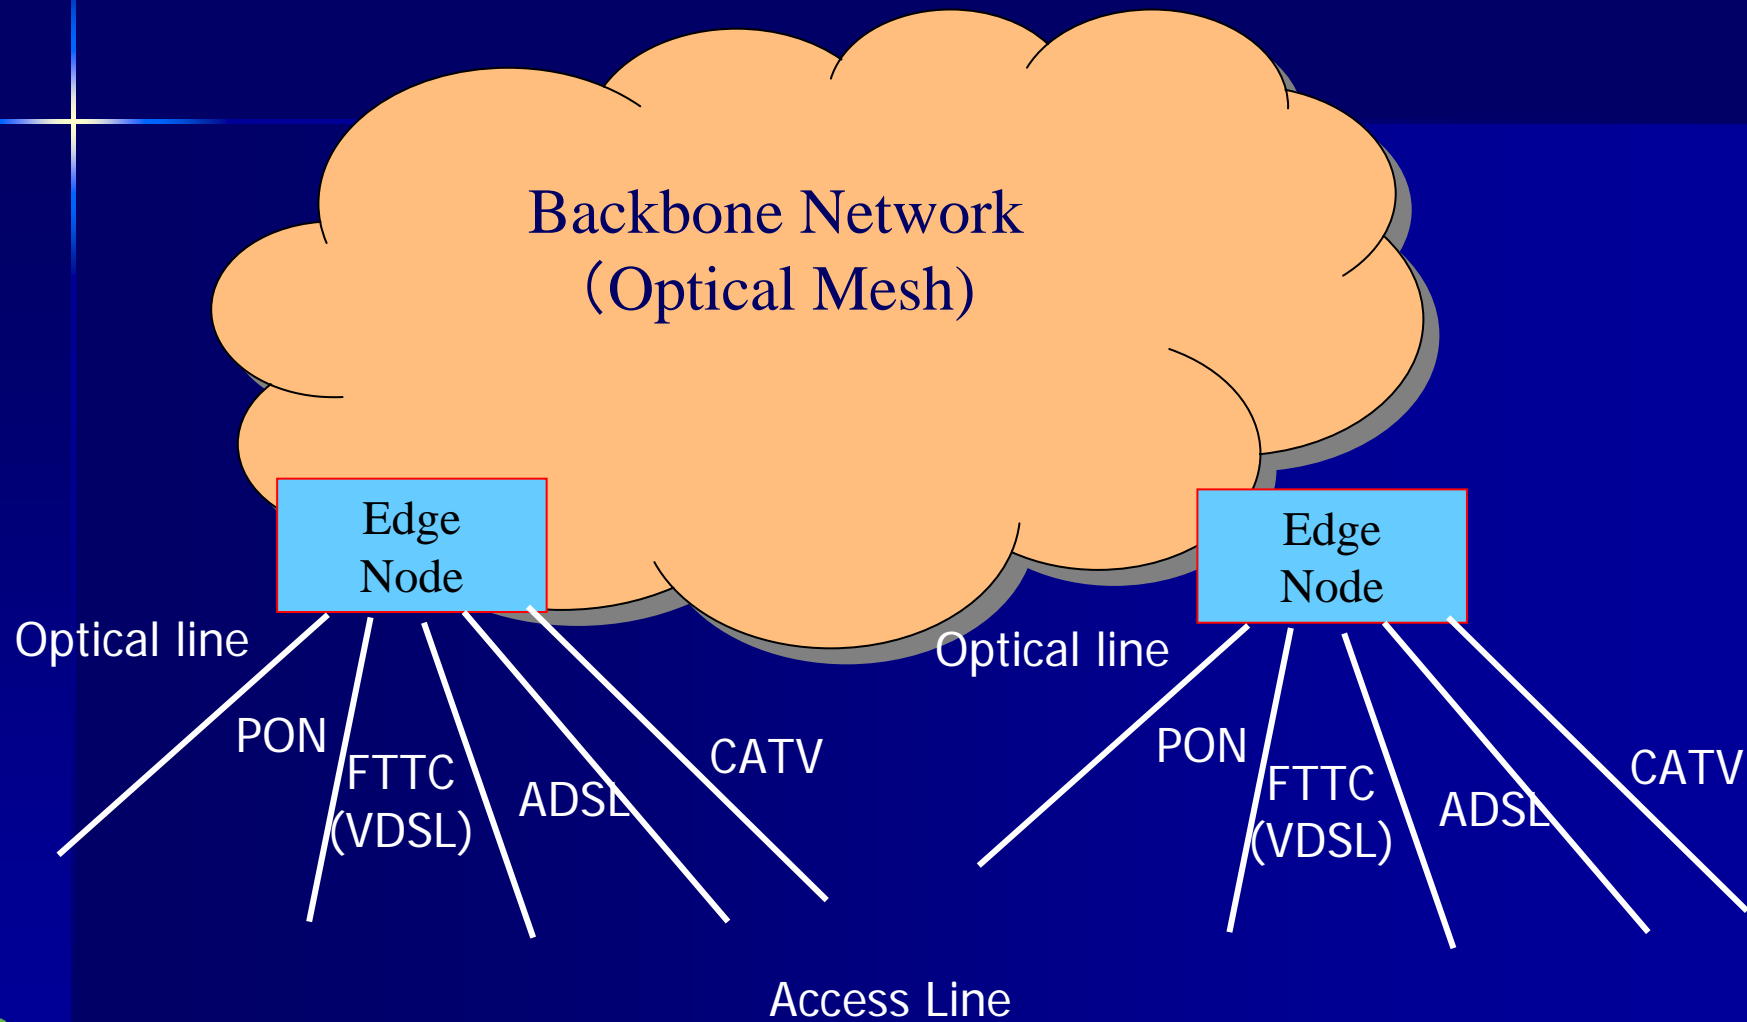 Backbone Network
（Optical Mesh)
Edge
Node
Optical line
PON
FTTC
(VDSL)
ADSL
CATV
Edge
Node
Optical line
PON
FTTC
(VDSL)
ADSL
CATV
Access Line